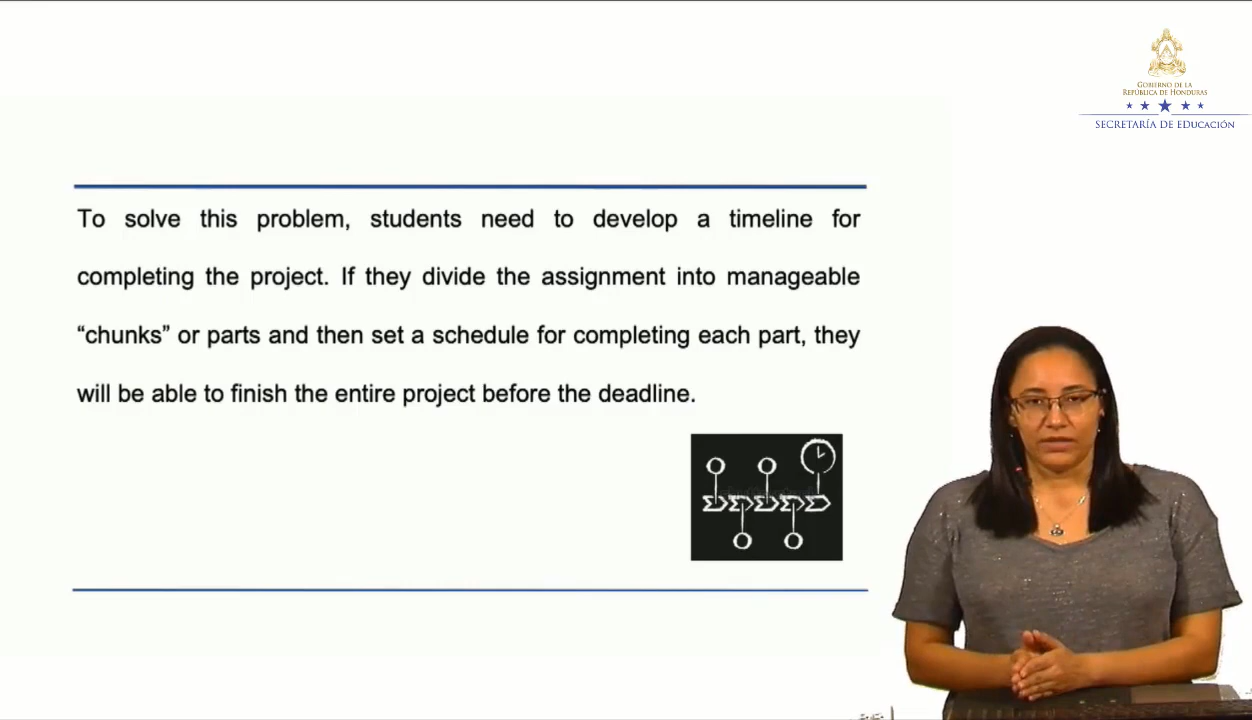 GOBIERNO DE LA
REPÚBLICA DE HONDURAS
SECRETARÍA DE EDUCACIÓN
To solve this problem, students need to develop a timeline for
completing the project. If they divide the assignment into manageable
“chunks” or parts and then set a schedule for completing each part, they
will be able to finish the entire project before the deadline.